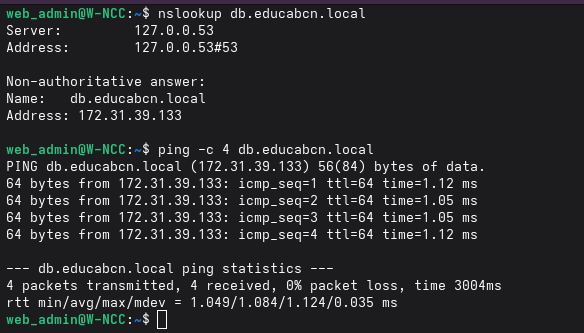 web_admin@W-NCC:~$ nslookup db.educabcn.local
Server:         127.0.0.53
Address:        127.0.0.53#53

Non-authoritative answer:
Name:   db.educabcn.local
Address: 172.31.39.133

web_admin@W-NCC:~$ ping -c 4 db.educabcn.local
PING db.educabcn.local (172.31.39.133) 56(84) bytes of data.
64 bytes from 172.31.39.133: icmp_seq=1 ttl=64 time=1.12 ms
64 bytes from 172.31.39.133: icmp_seq=2 ttl=64 time=1.05 ms
64 bytes from 172.31.39.133: icmp_seq=3 ttl=64 time=1.05 ms
64 bytes from 172.31.39.133: icmp_seq=4 ttl=64 time=1.12 ms

--- db.educabcn.local ping statistics ---
4 packets transmitted, 4 received, 0% packet loss, time 3004ms
rtt min/avg/max/mdev = 1.049/1.084/1.124/0.035 ms
web_admin@W-NCC:~$